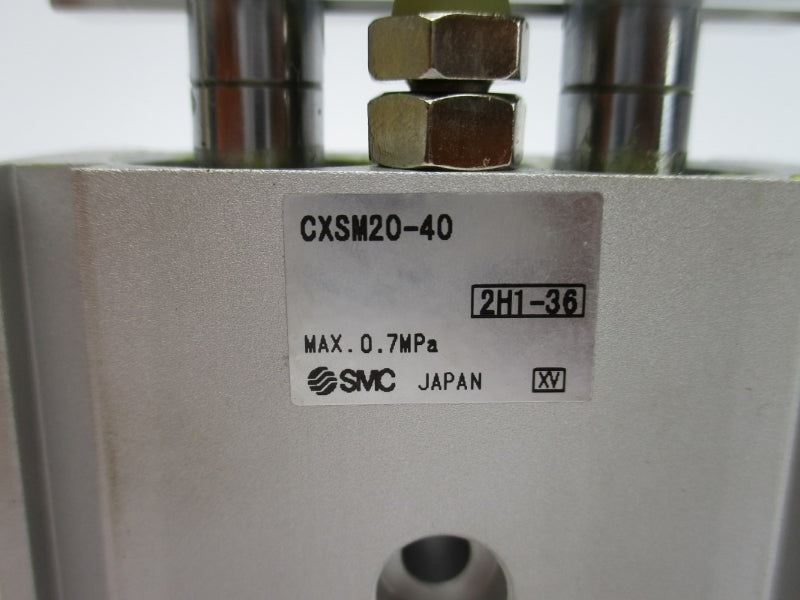 CXSM20-40
2H1-36
MAX.0.7MPa
SMC JAPAN XV